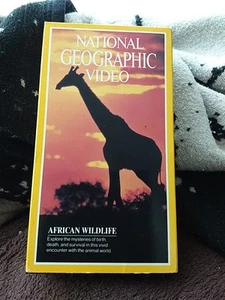 NATIONAL
GEOGRAPHIC
VIDEO
AFRICAN WILDLIFE
Explore the mysteries of birth,
death, and survival in this vivid
encounter with the animal world.